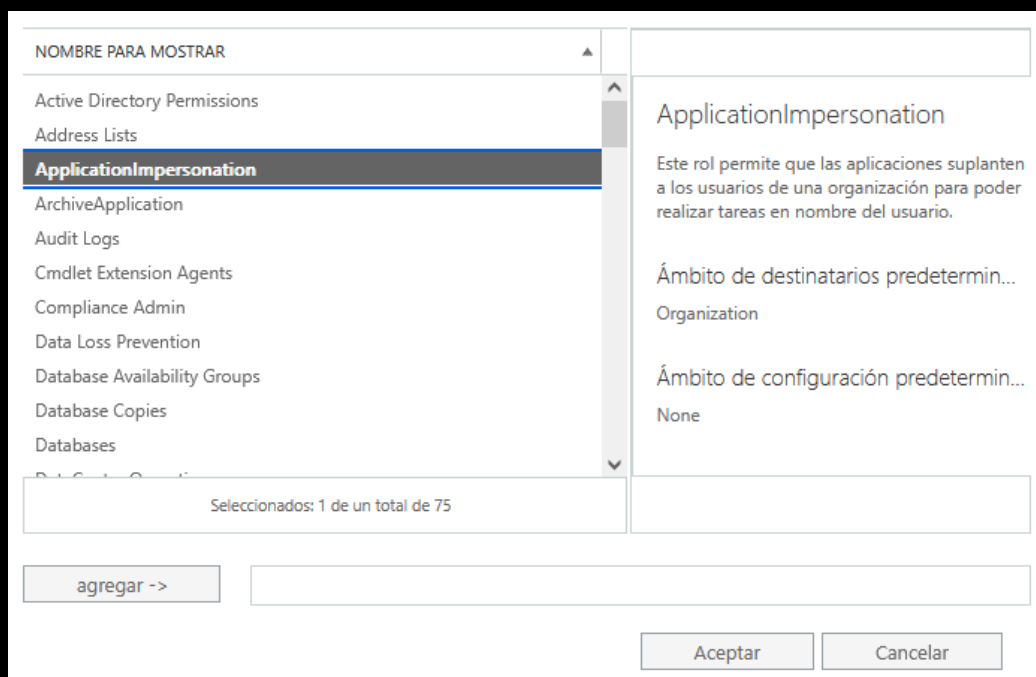 NOMBRE PARA MOSTRAR
Active Directory Permissions
Address Lists
ApplicationImpersonation
ArchiveApplication
Audit Logs
Cmdlet Extension Agents
Compliance Admin
Data Loss Prevention
Database Availability Groups
Database Copies
Databases
Seleccionados: 1 de un total de 75
ApplicationImpersonation
Este rol permite que las aplicaciones suplanten
a los usuarios de una organización para poder
realizar tareas en nombre del usuario.
Ámbito de destinatarios predetermin...
Organization
Ámbito de configuración predetermin...
None
agregar ->
Aceptar
Cancelar